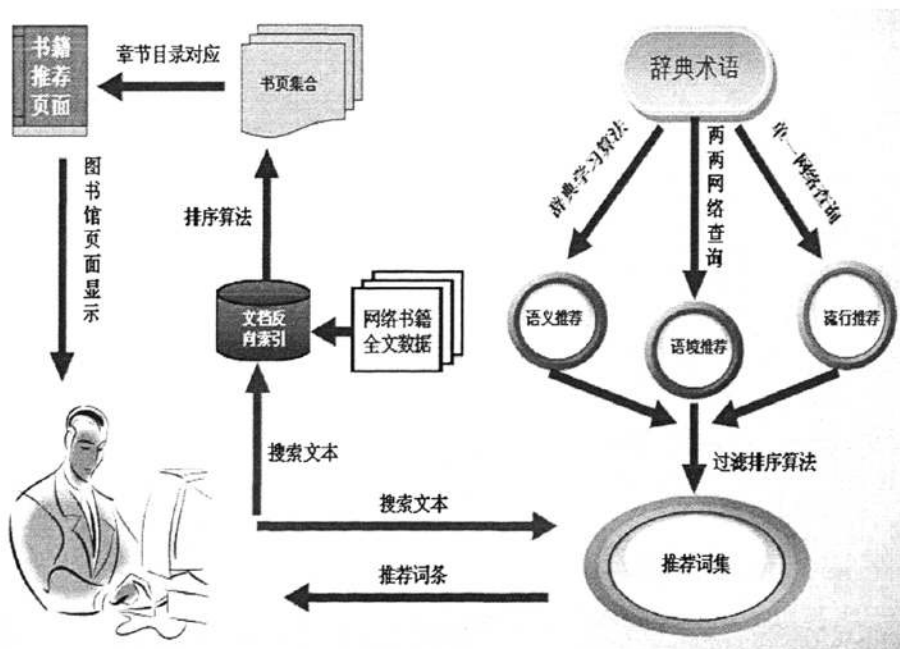 书籍
推荐
页面
章节目录对应
书页集合
辞典术语
图书馆页面显示
排序算法
辞典学习算法
两两网络查询
单一网络查询
文档反
向索引
网络书籍
全文数据
语义推荐
语境推荐
流行推荐
搜索文本
过滤排序算法
搜索文本
推荐词条
推荐词集